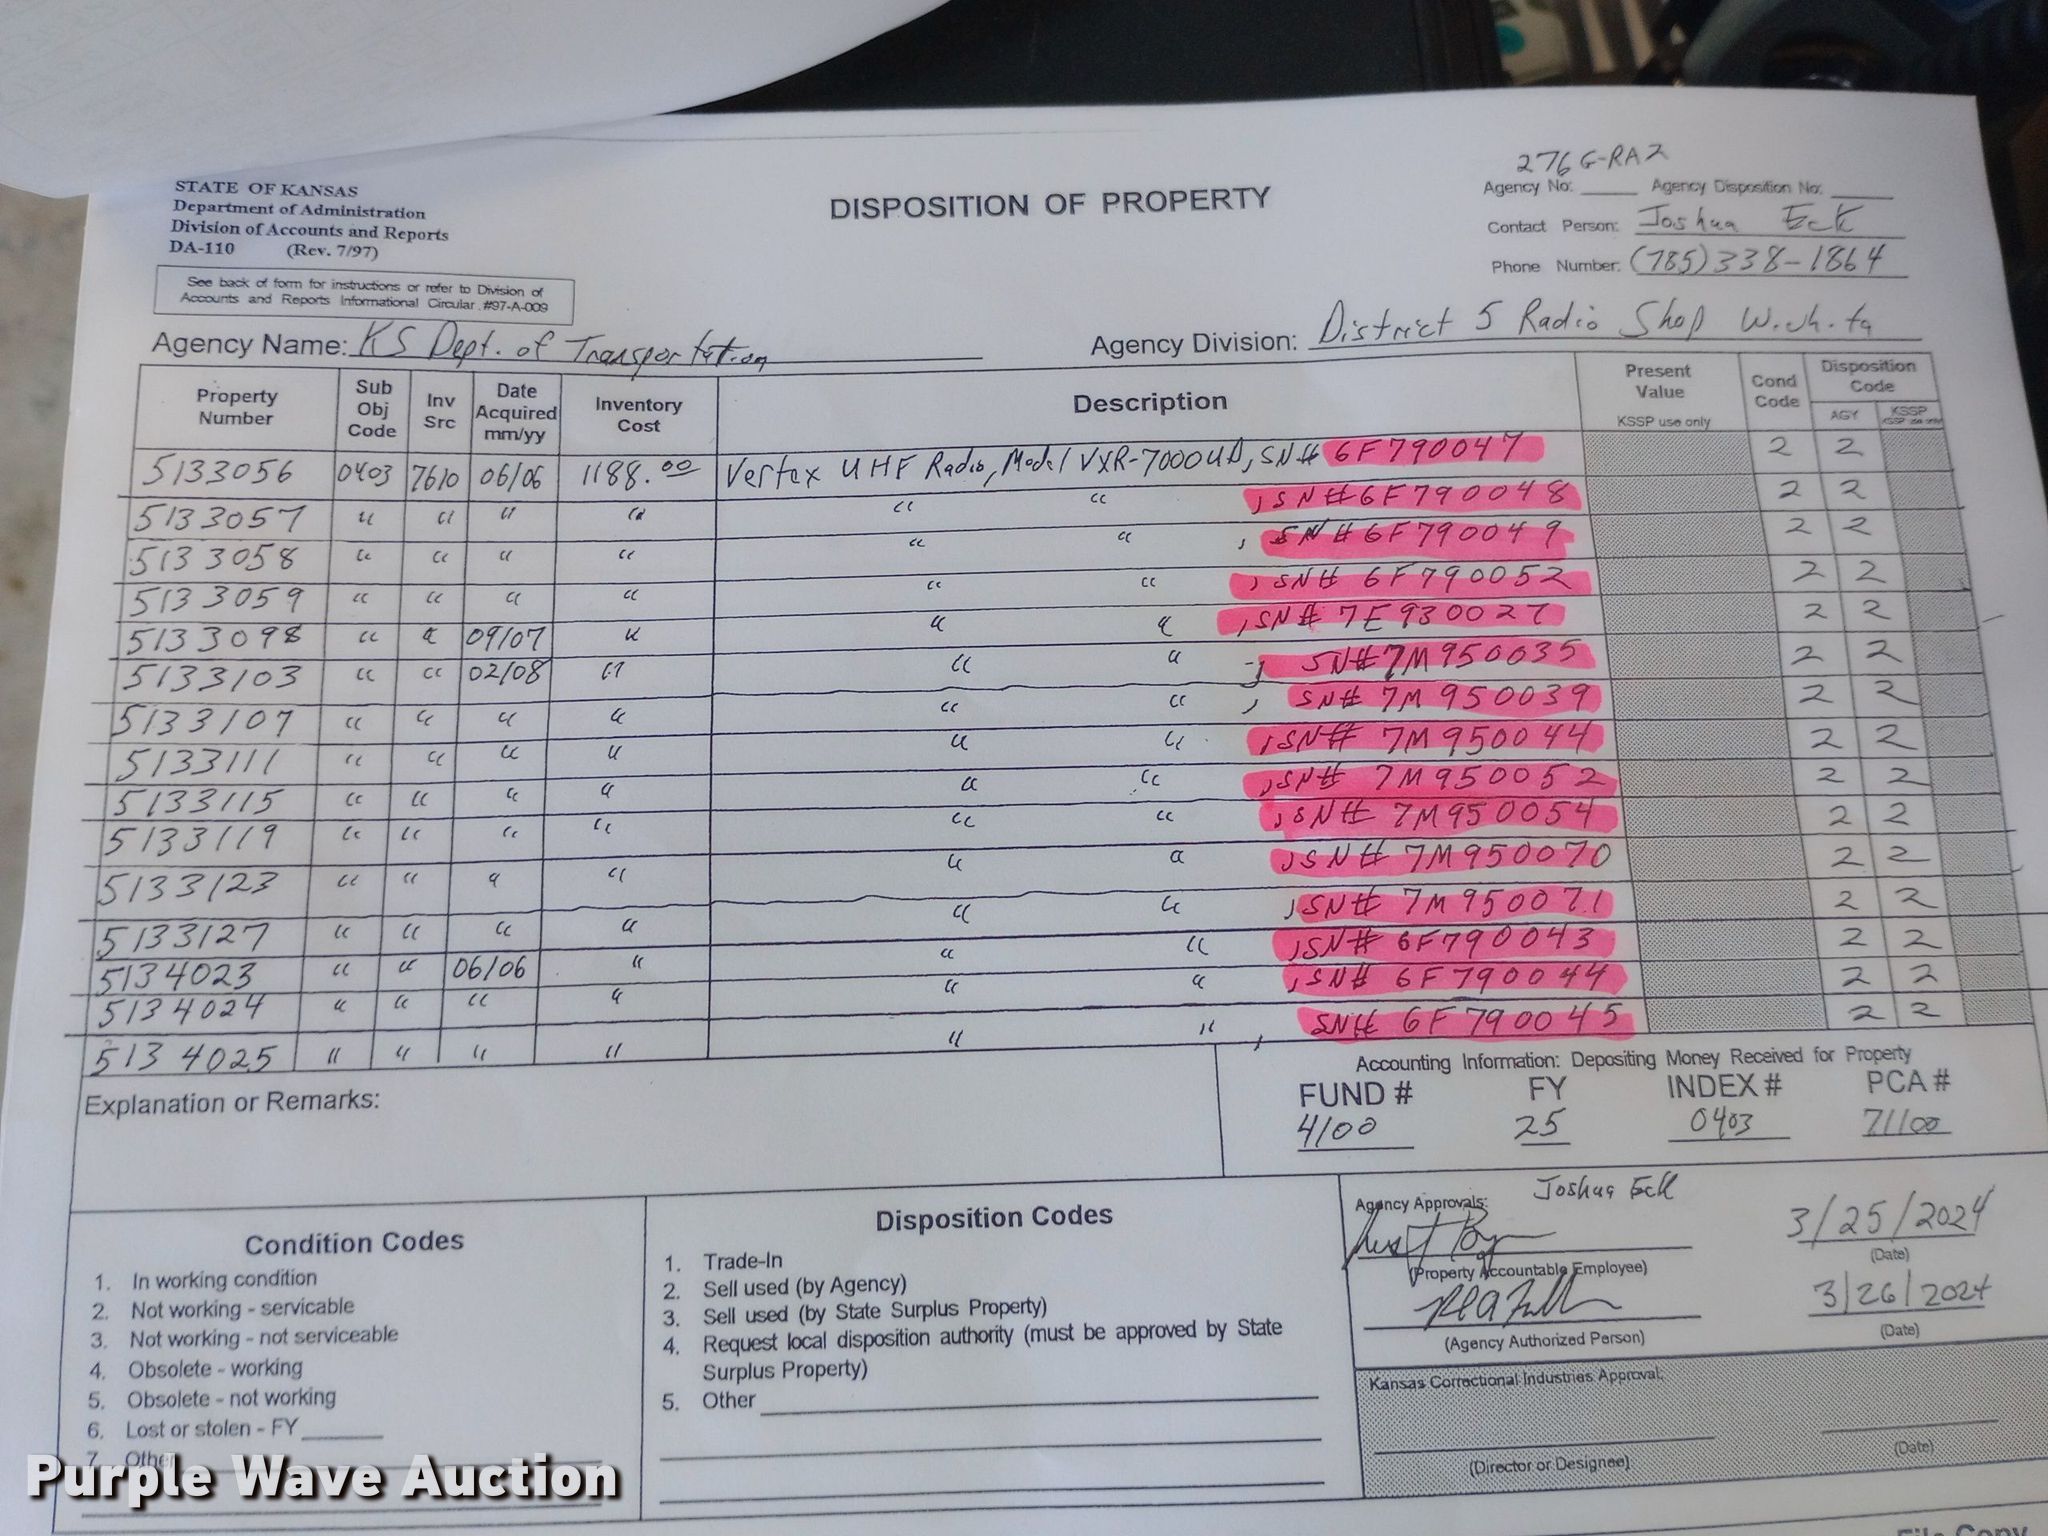 STATE OF KANSAS
Department of Administration
Division of Accounts and Reports
DA-110 (Rev. 7/97)
See back of form for instructions or refer to Division of
Accounts and Reports Informational Circular #97-A-009
DISPOSITION OF PROPERTY
276 G-RA2
Agency No: Agency Disposition No:
Contact Person: Joshua Eck
Phone Number: (785)338-1864
Agency Name: KS Dept. of Transportation
Agency Division: District 5 Radio Shop Wichita
Property Number Sub Obj Code Inv Src Date Acquired mm/yy Inventory Cost Description Present Value KSSP use only Cond Code Disposition Code AGY KSSP KSSP use only
5133056 0403 7610 06/06 1188.00 Vertex UHF Radio, Model VXR-7000UD, SN# 6F790047 2 2
5133057 " " " " " " , SN# 6F790048 2 2
5133058 " " " " " " , SN# 6F790049 2 2
5133059 " " " " " " , SN# 6F790052 2 2
5133098 " " 09/07 " " " , SN# 7E930027 2 2
5133103 " " 02/08 " " " , SN# 7M950035 2 2
5133107 " " " " " " , SN# 7M950039 2 2
5133111 " " " " " " , SN# 7M950044 2 2
5133115 " " " " " " , SN# 7M950052 2 2
5133119 " " " " " " , SN# 7M950054 2 2
5133123 " " " " " " , SN# 7M950070 2 2
5133127 " " " " " " , SN# 7M950071 2 2
5134023 " " 06/06 " " " , SN# 6F790043 2 2
5134024 " " " " " " , SN# 6F790044 2 2
5134025 " " " " " " , SN# 6F790045 2 2
Explanation or Remarks:
Accounting Information: Depositing Money Received for Property
FUND # FY INDEX # PCA #
4100 25 0403 71100
Condition Codes
1. In working condition
2. Not working - servicable
3. Not working - not serviceable
4. Obsolete - working
5. Obsolete - not working
6. Lost or stolen - FY
7. Other
Disposition Codes
1. Trade-In
2. Sell used (by Agency)
3. Sell used (by State Surplus Property)
4. Request local disposition authority (must be approved by State
Surplus Property)
5. Other
Agency Approvals: Joshua Eck
3/25/2024
(Property Accountable Employee) (Date)
3/26/2024
(Agency Authorized Person) (Date)
Kansas Correctional Industries Approval:
(Director or Designee) (Date)
File Copy
Purple Wave Auction